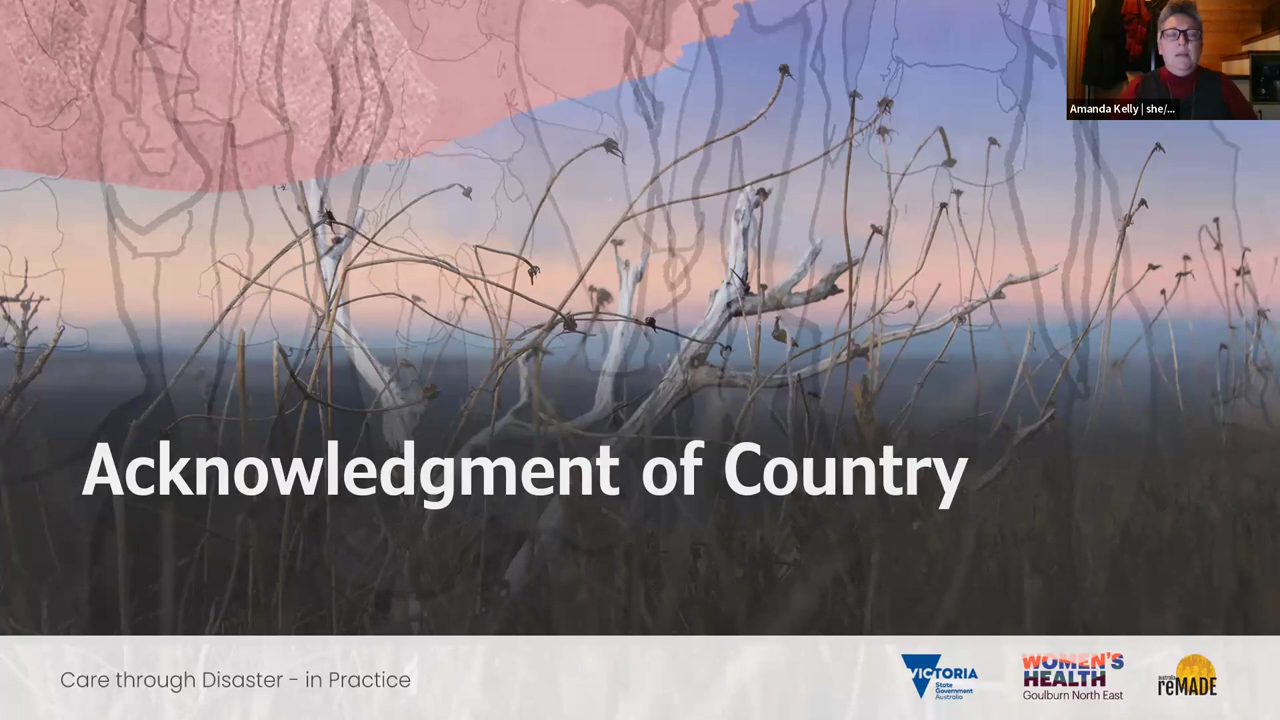 Amanda Kelly | she/...
Acknowledgment of Country
Care through Disaster - in Practice
VICTORIA
State
Government
Australia
WOMEN'S
HEALTH
Goulburn North East
australia
reMADE